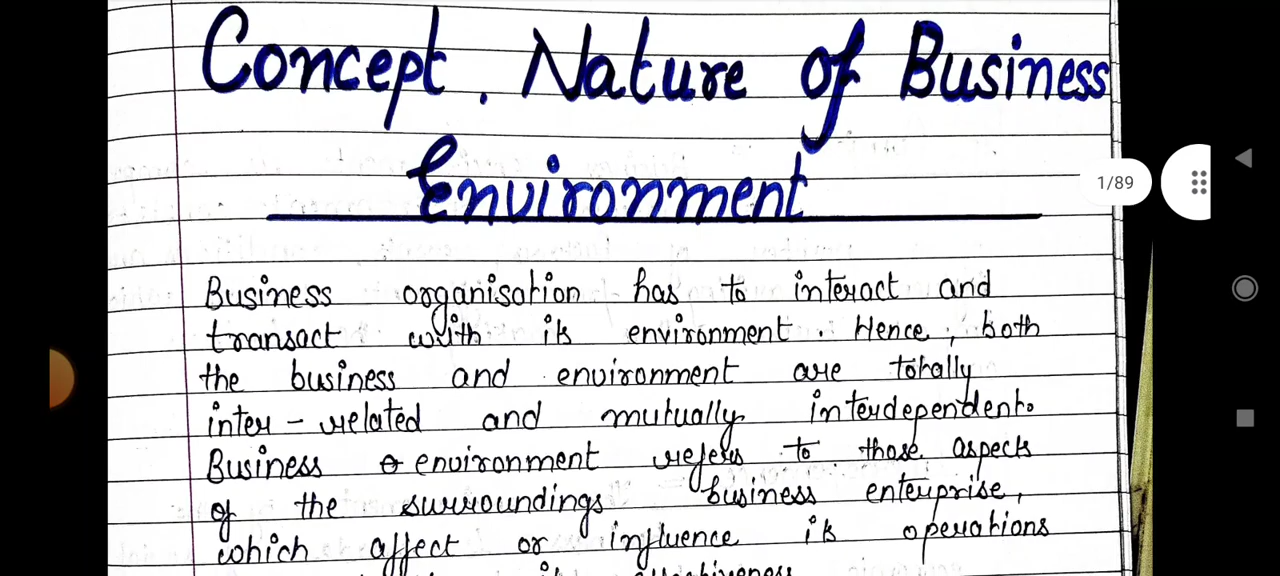 Concept. Nature of Business
Environment
1/89
Business organisation has to interact and
transact with its environment. Hence, both
the business and environment are totally
inter-related and mutually interdependent.
Business environment refers to those aspects
of the surroundings business enterprise,
which affect or influence its operations
effectiveness